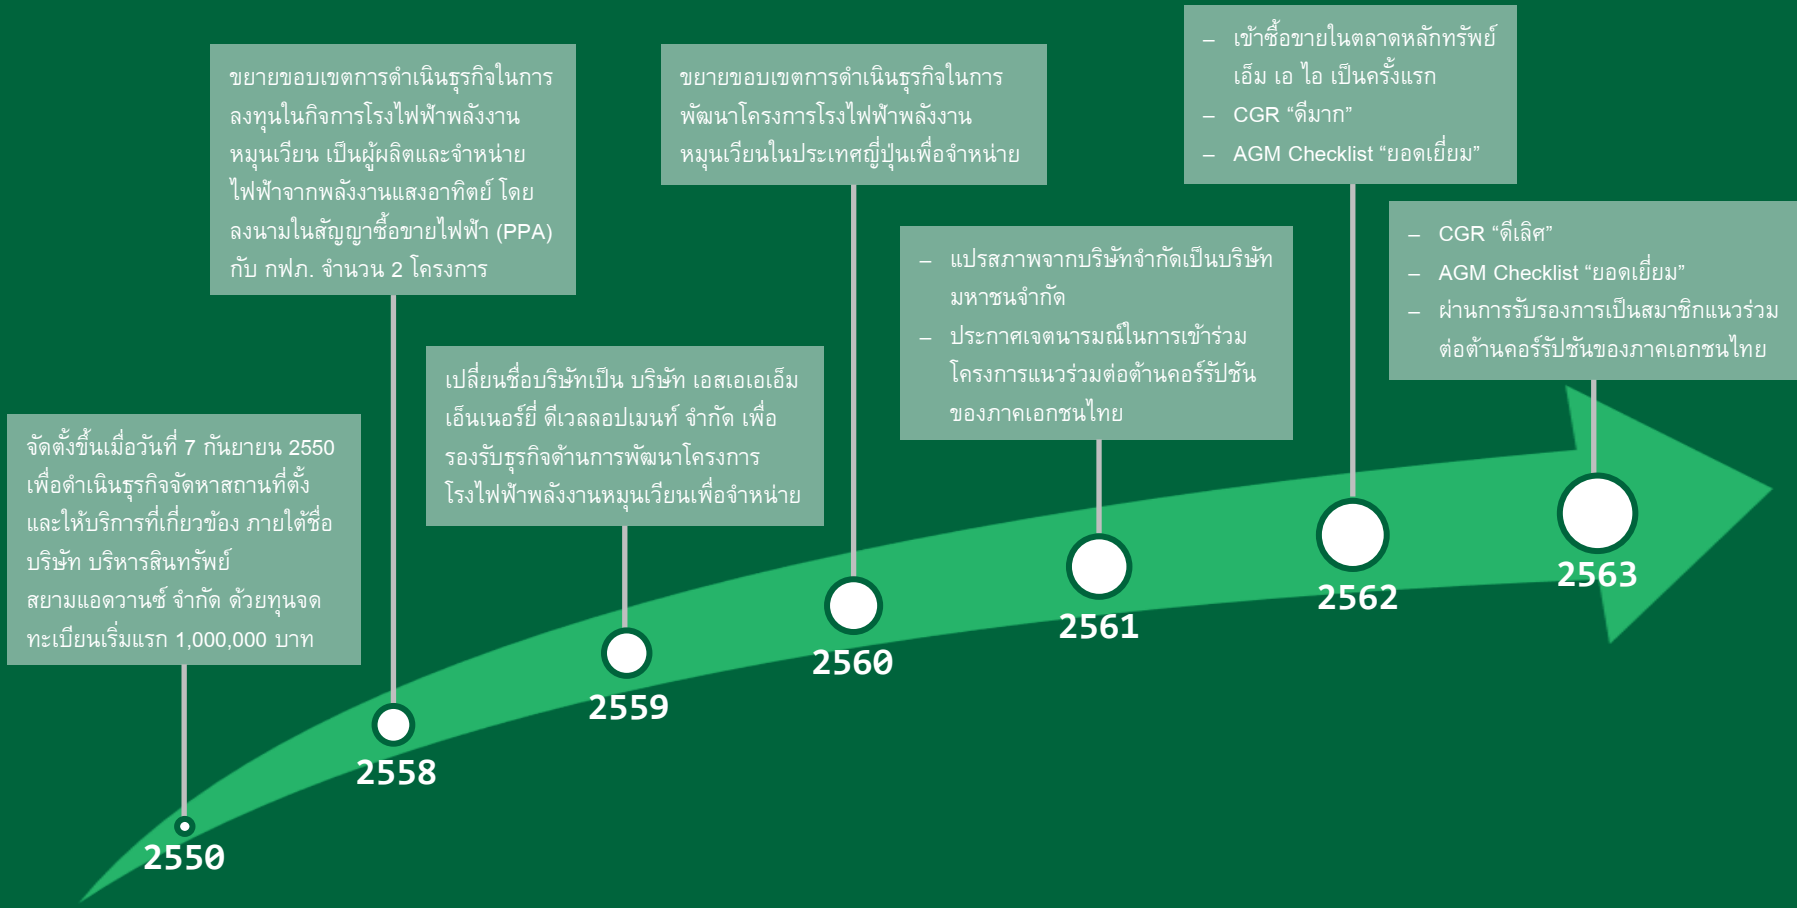 จัดตั้งขึ้นเมื่อวันที่ 7 กันยายน 2550
เพื่อดำเนินธุรกิจจัดหาสถานที่ตั้ง
และให้บริการที่เกี่ยวข้อง ภายใต้ชื่อ
บริษัท บริหารสินทรัพย์
สยามแอดวานซ์ จำกัด ด้วยทุนจด
ทะเบียนเริ่มแรก 1,000,000 บาท
2550
ขยายขอบเขตการดำเนินธุรกิจในการ
ลงทุนในกิจการโรงไฟฟ้าพลังงาน
หมุนเวียน เป็นผู้ผลิตและจำหน่าย
ไฟฟ้าจากพลังงานแสงอาทิตย์ โดย
ลงนามในสัญญาซื้อขายไฟฟ้า (PPA)
กับ กฟภ. จำนวน 2 โครงการ
2558
เปลี่ยนชื่อบริษัทเป็น บริษัท เอสเอเอเอ็ม
เอ็นเนอร์ยี่ ดีเวลลอปเมนท์ จำกัด เพื่อ
รองรับธุรกิจด้านการพัฒนาโครงการ
โรงไฟฟ้าพลังงานหมุนเวียนเพื่อจำหน่าย
2559
ขยายขอบเขตการดำเนินธุรกิจในการ
พัฒนาโครงการโรงไฟฟ้าพลังงาน
หมุนเวียนในประเทศญี่ปุ่นเพื่อจำหน่าย
2560
– แปรสภาพจากบริษัทจำกัดเป็นบริษัท
มหาชนจำกัด
– ประกาศเจตนารมณ์ในการเข้าร่วม
โครงการแนวร่วมต่อต้านคอร์รัปชัน
ของภาคเอกชนไทย
2561
– เข้าซื้อขายในตลาดหลักทรัพย์
เอ็ม เอ ไอ เป็นครั้งแรก
– CGR “ดีมาก”
– AGM Checklist “ยอดเยี่ยม”
2562
– CGR “ดีเลิศ”
– AGM Checklist “ยอดเยี่ยม”
– ผ่านการรับรองการเป็นสมาชิกแนวร่วม
ต่อต้านคอร์รัปชันของภาคเอกชนไทย
2563